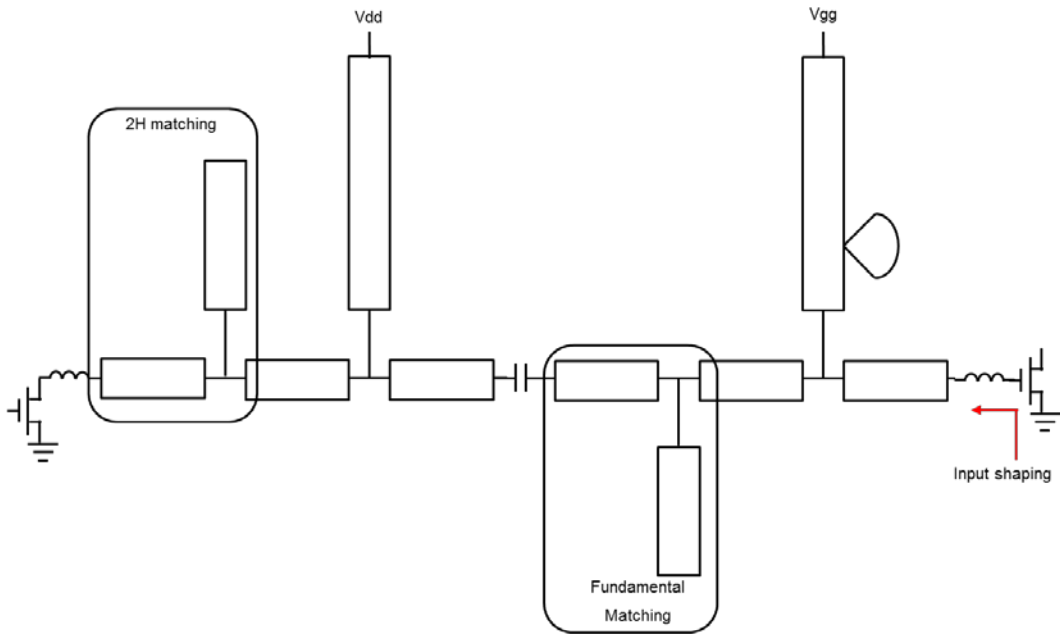 Vdd
Vgg
2H matching
Input shaping
Fundamental
Matching